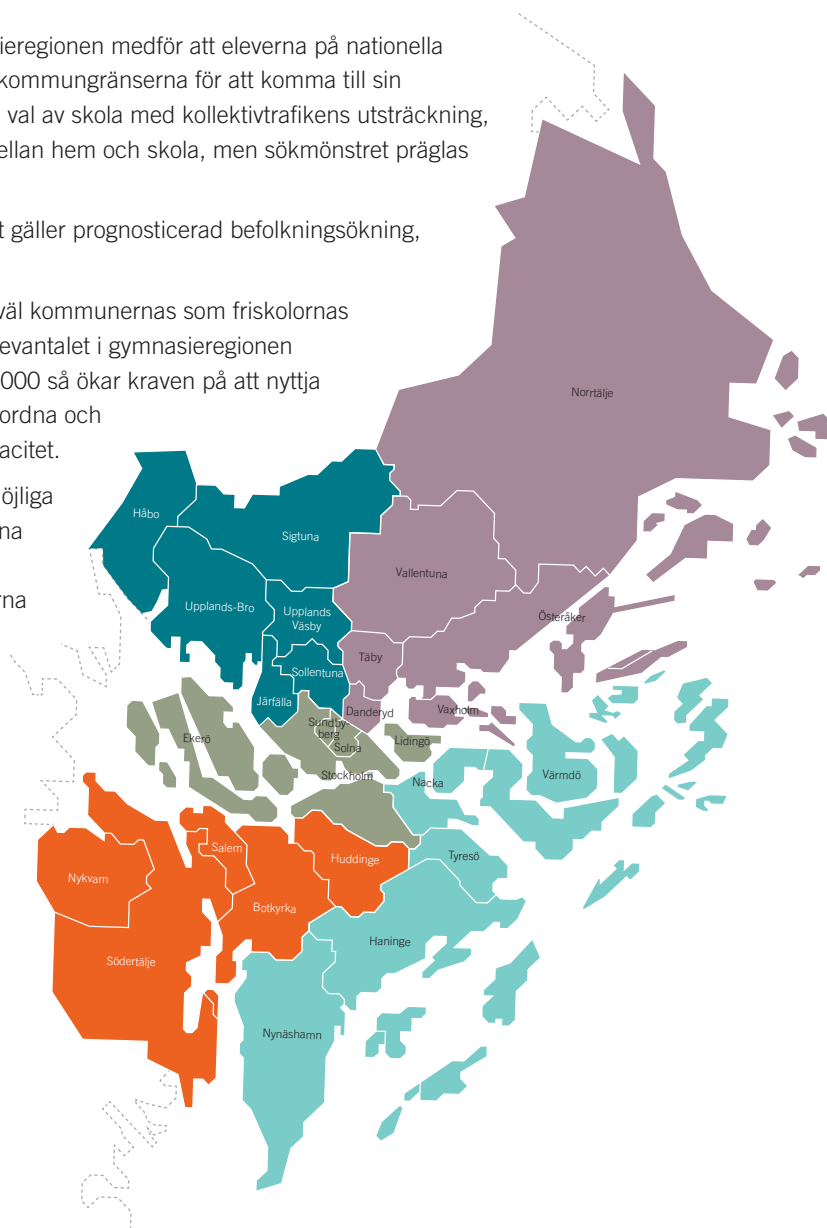 ieregionen medför att eleverna på nationella
kommungränserna för att komma till sin
val av skola med kollektivtrafikens utsträckning,
ellan hem och skola, men sökmönstret präglas
t gäller prognosticerad befolkningsökning,
väl kommunernas som friskolornas
evantalet i gymnasieregionen
000 så ökar kraven på att nyttja
ordna och
acitet.
öjliga
na
rna
Norrtälje
Håbo
Sigtuna
Vallentuna
Upplands-Bro
Upplands
Väsby
Österåker
Täby
Sollentuna
Järfälla
Danderyd
Vaxholm
Ekerö
Sundby-
berg
Solna
Lidingö
Stockholm
Nacka
Värmdö
Salem
Huddinge
Tyresö
Nykvarn
Botkyrka
Haninge
Södertälje
Nynäshamn